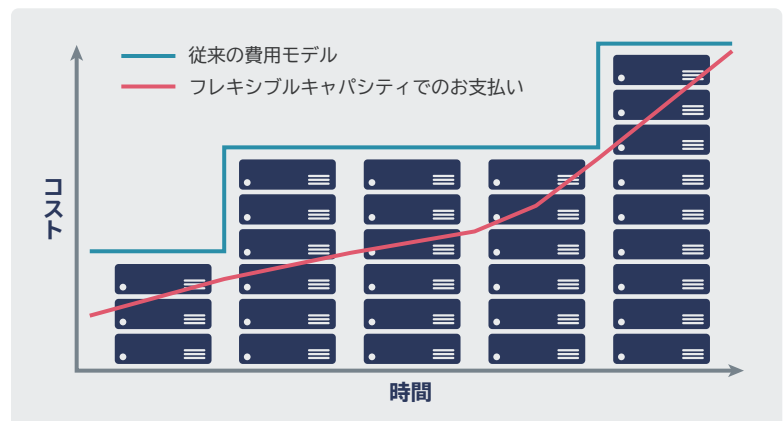 従来の費用モデル
フレキシブルキャパシティでのお支払い
コスト
時間